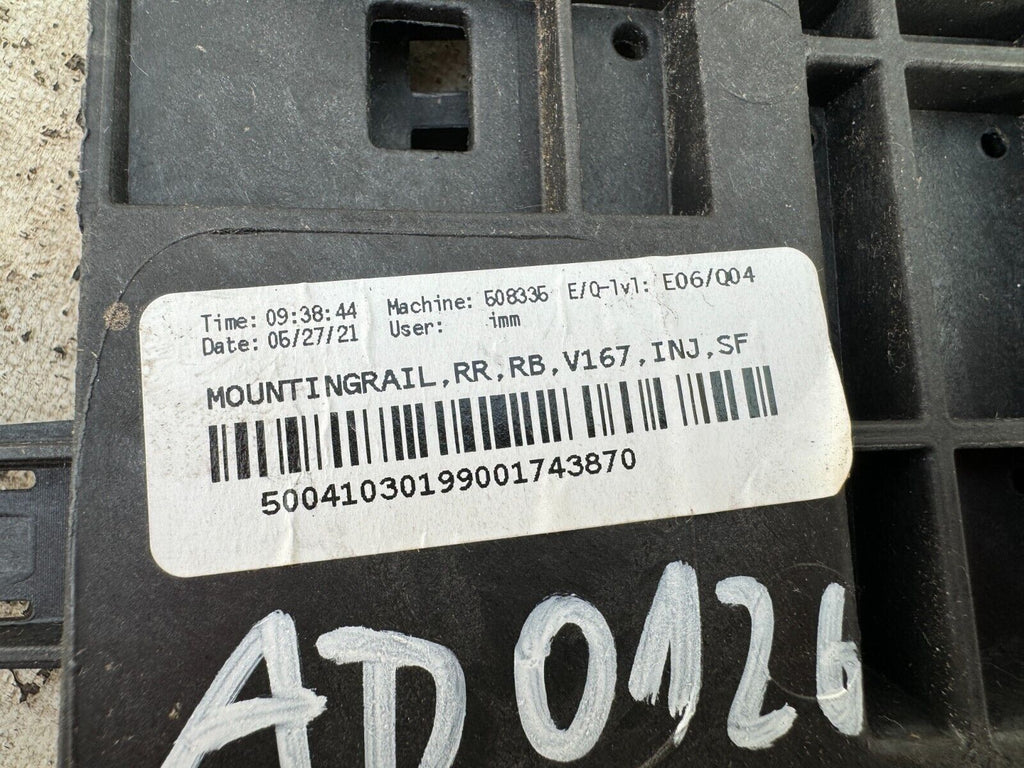 Time: 09:38:44 Machine: 508335 E/Q-lvl: E06/Q04
Date: 05/27/21 User: imm
MOUNTINGRAIL,RR,RB,V167,INJ,SF
50041030199001743870
AD0126